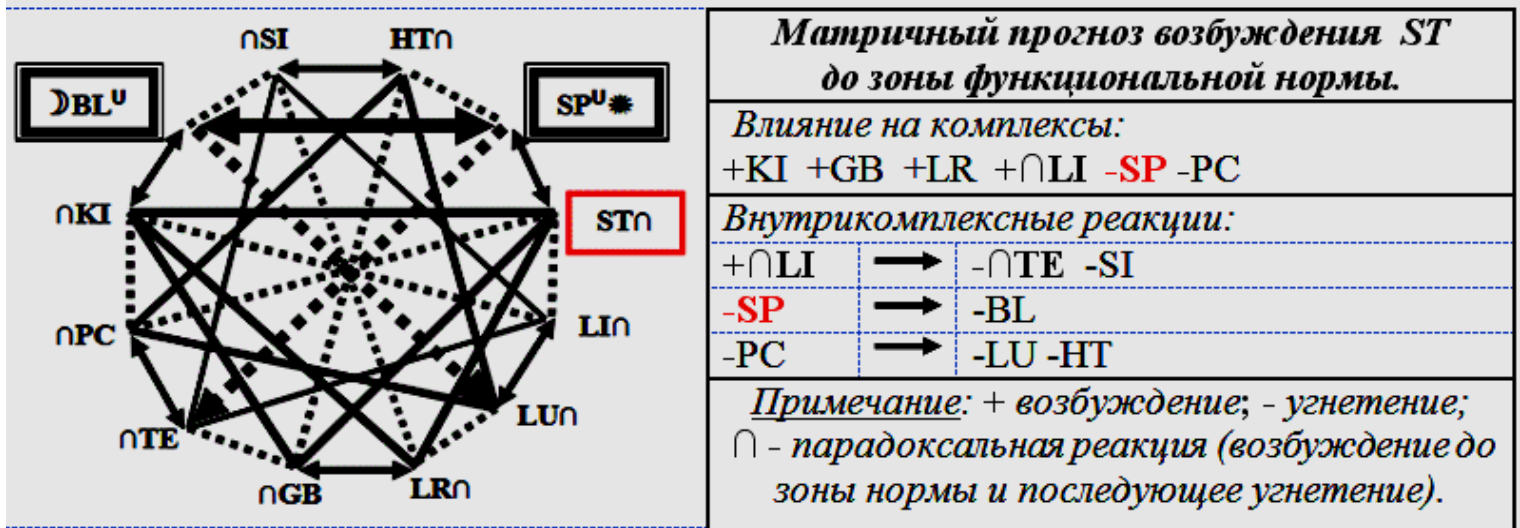 ∩SI HT∩
☽BL^U SP^U✹
∩KI ST∩
∩PC LI∩
∩TE LU∩
∩GB LR∩
Матричный прогноз возбуждения ST
до зоны функциональной нормы.
Влияние на комплексы:
+KI +GB +LR +∩LI -SP -PC
Внутрикомплексные реакции:
+∩LI → -∩TE -SI
-SP → -BL
-PC → -LU -HT
Примечание: + возбуждение; - угнетение;
∩ - парадоксальная реакция (возбуждение до
зоны нормы и последующее угнетение).